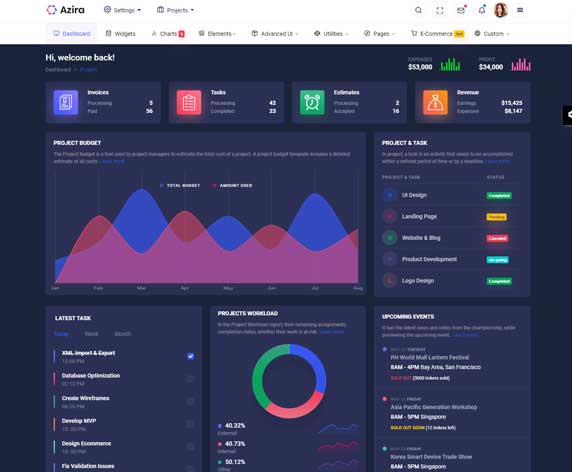 Azira
Settings
Projects
Dashboard
Widgets
Charts
Elements
Advanced UI
Utilities
Pages
E-Commerce
Custom
Hi, welcome back!
Dashboard
Project
EXPENSES
$53,000
PROFIT
$34,000
Invoices
Processing 5
Paid 56
Tasks
Processing 42
Completed 23
Estimates
Processing 2
Accepted 16
Revenue
Earnings $15,425
Expenses $8,147
PROJECT BUDGET
The Project Budget is a tool used by project managers to estimate the total cost of a project. A project budget template includes a detailed
estimate of all costs. Learn more
TOTAL BUDGET AMOUNT USED
Jan Feb Mar Apr May Jun Jul Aug
PROJECT & TASK
In project, a task is an activity that needs to be accomplished
within a defined period of time or by a deadline. Learn more
PROJECT & TASK STATUS
UI Design Completed
Landing Page Pending
Website & Blog Canceled
Product Development on-going
Logo Design Completed
LATEST TASK
Today Week Month
XML Import & Export
12:00 PM
Database Optimization
02:13 PM
Create Wireframes
06:20 PM
Develop MVP
10: 00 PM
Design Ecommerce
10: 00 PM
Fix Validation Issues
PROJECTS WORKLOAD
In the Project Workload report, their remaining assignments,
completion dates, whether their work is at-risk. Learn more
40.32%
External
40.73%
Internal
50.12%
Other
UPCOMING EVENTS
It had the latest news and notes from the championship, while
previewing the upcoming event. Learn more
TUESDAY
PH World Mall Lantern Festival
8AM - 4PM Bay Area, San Francisco
SOLD OUT (3000 tickets sold)
FRIDAY
Asia Pacific Generation Workshop
8AM - 5PM Singapore
SOLD OUT SOON (12 tickets left)
FRIDAY
Korea Smart Device Trade Show
8AM - 5PM Singapore